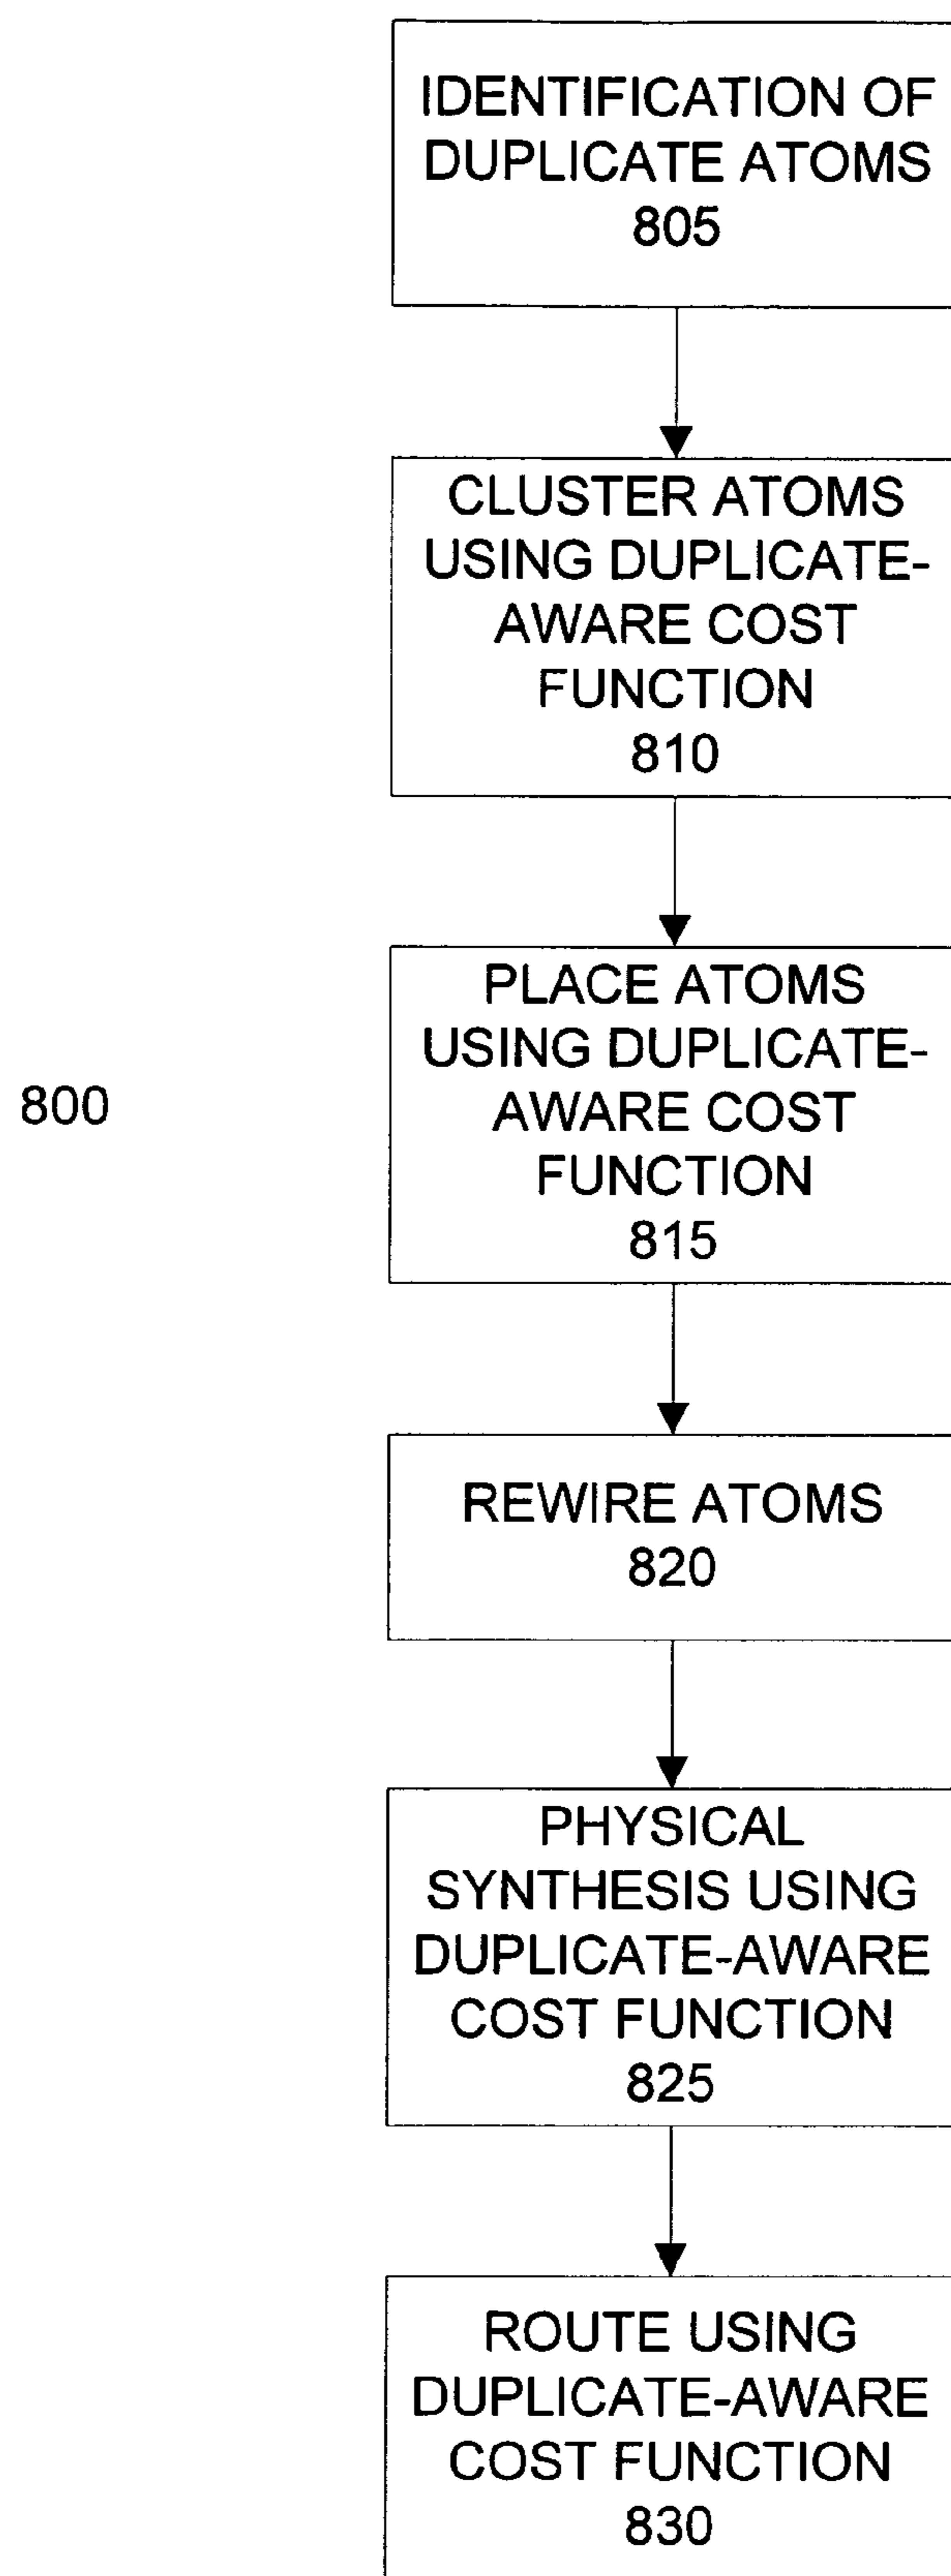 IDENTIFICATION OF
DUPLICATE ATOMS
805
CLUSTER ATOMS
USING DUPLICATE-
AWARE COST
FUNCTION
810
PLACE ATOMS
USING DUPLICATE-
AWARE COST
FUNCTION
815
800
REWIRE ATOMS
820
PHYSICAL
SYNTHESIS USING
DUPLICATE-AWARE
COST FUNCTION
825
ROUTE USING
DUPLICATE-AWARE
COST FUNCTION
830